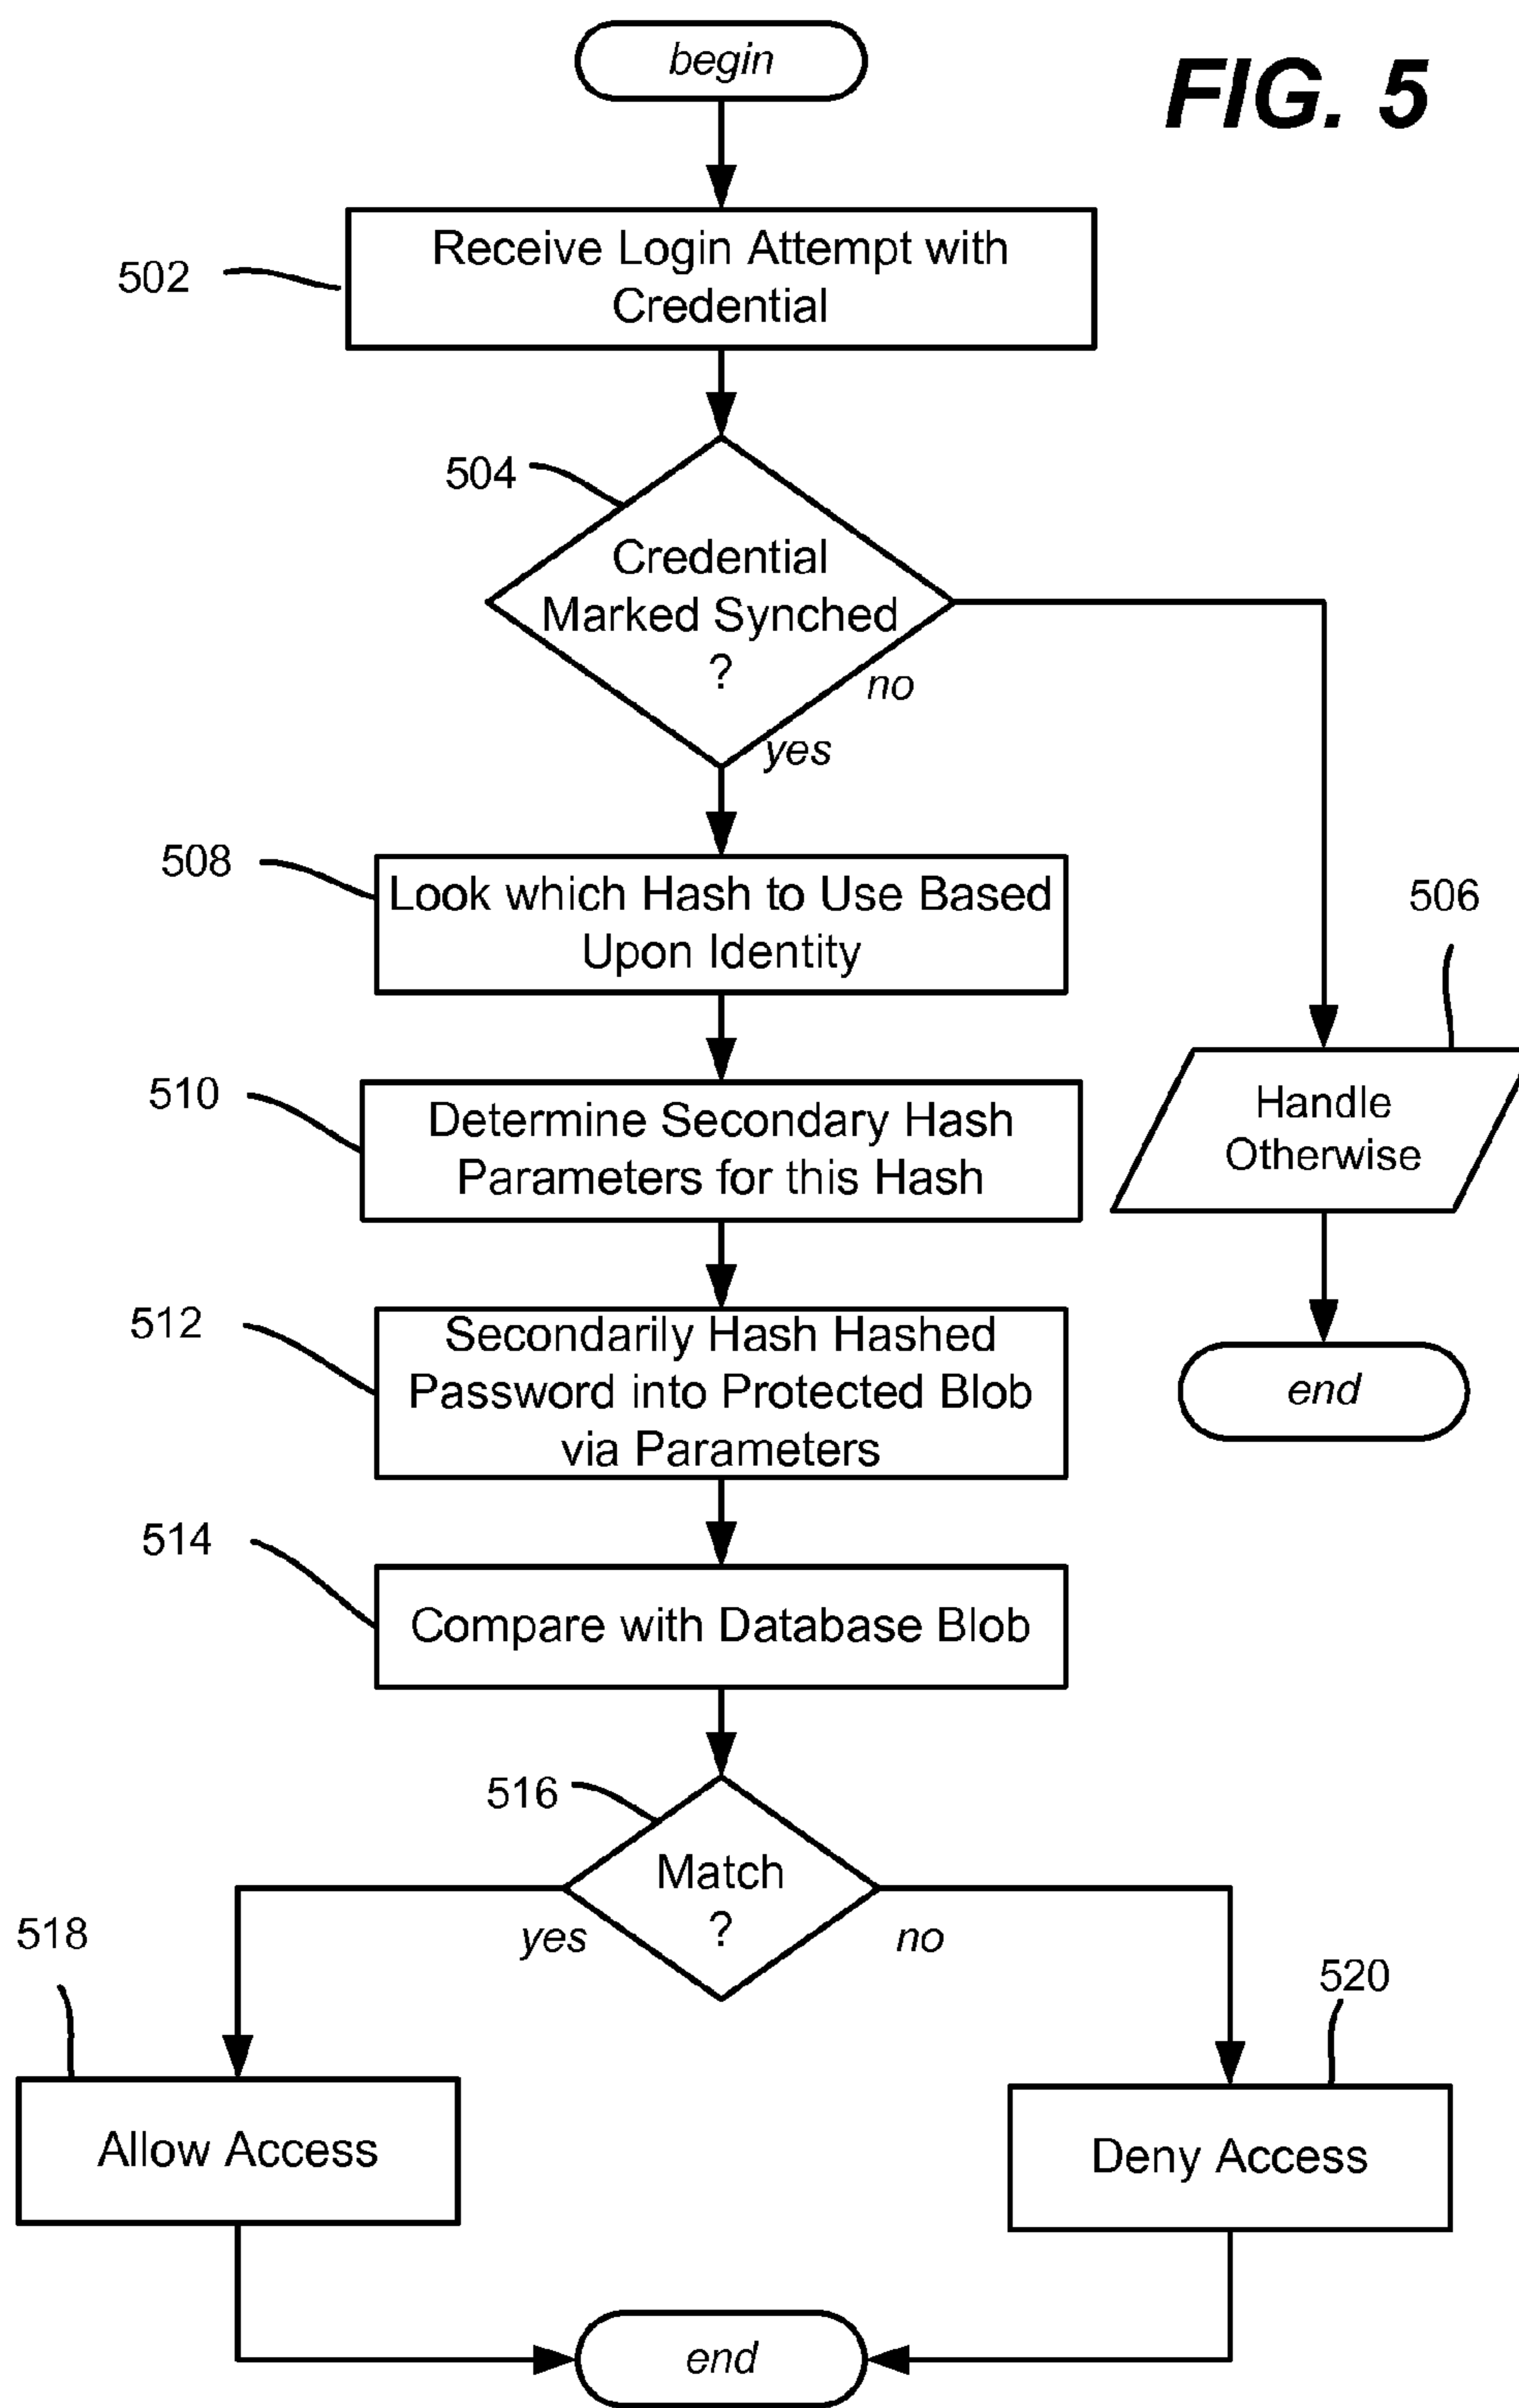 begin
FIG. 5
502
Receive Login Attempt with
Credential
504
Credential
Marked Synched
?
no
yes
508
Look which Hash to Use Based
Upon Identity
506
510
Determine Secondary Hash
Parameters for this Hash
Handle
Otherwise
512
Secondarily Hash Hashed
Password into Protected Blob
via Parameters
end
514
Compare with Database Blob
516
Match
?
yes
no
518
520
Allow Access
Deny Access
end